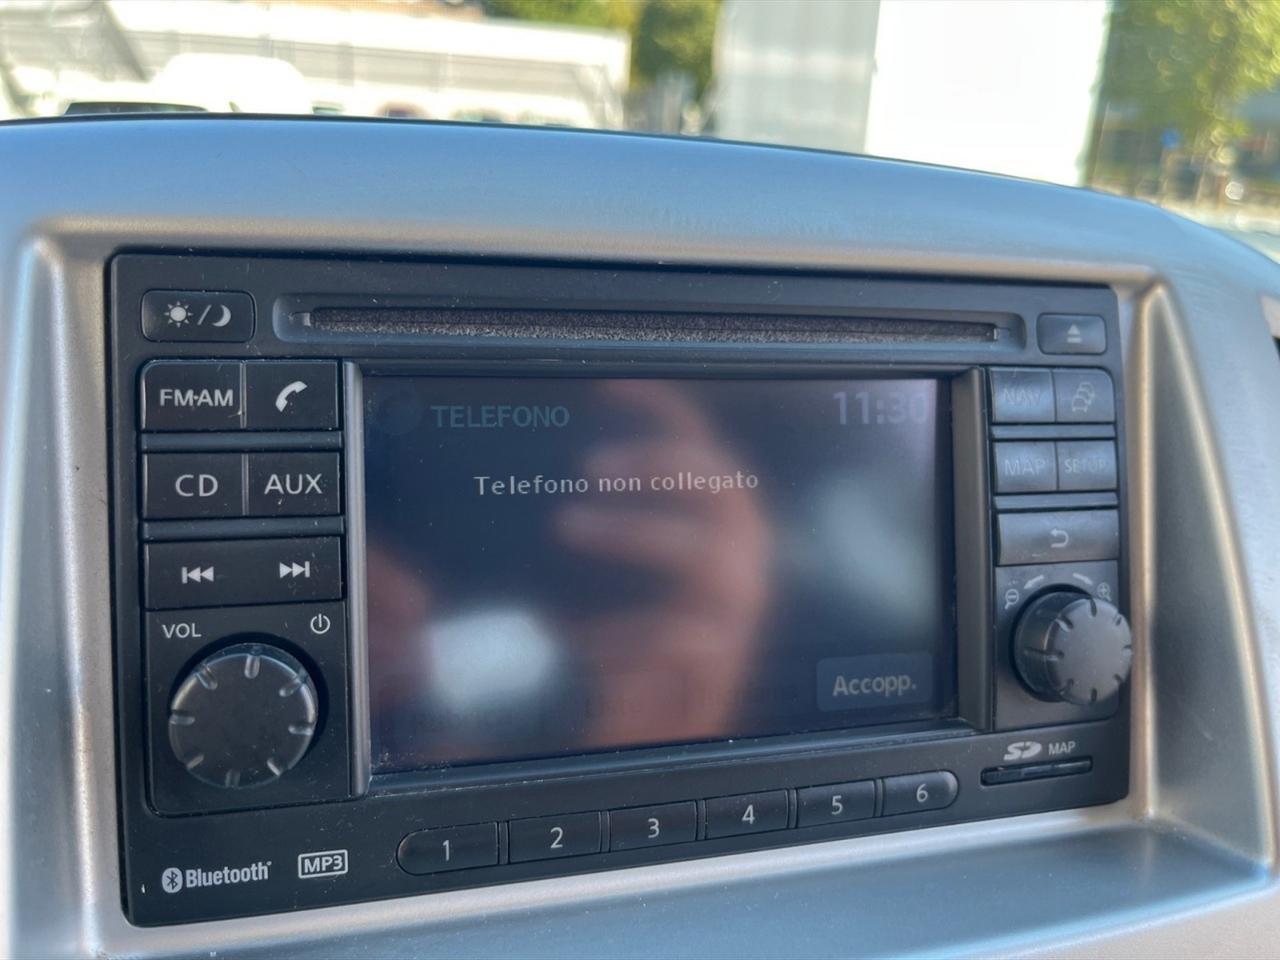 FM·AM
TELEFONO
11:30
NAV
CD
AUX
Telefono non collegato
MAP
SETUP
VOL
Accopp.
SD MAP
1
2
3
4
5
6
Bluetooth
MP3